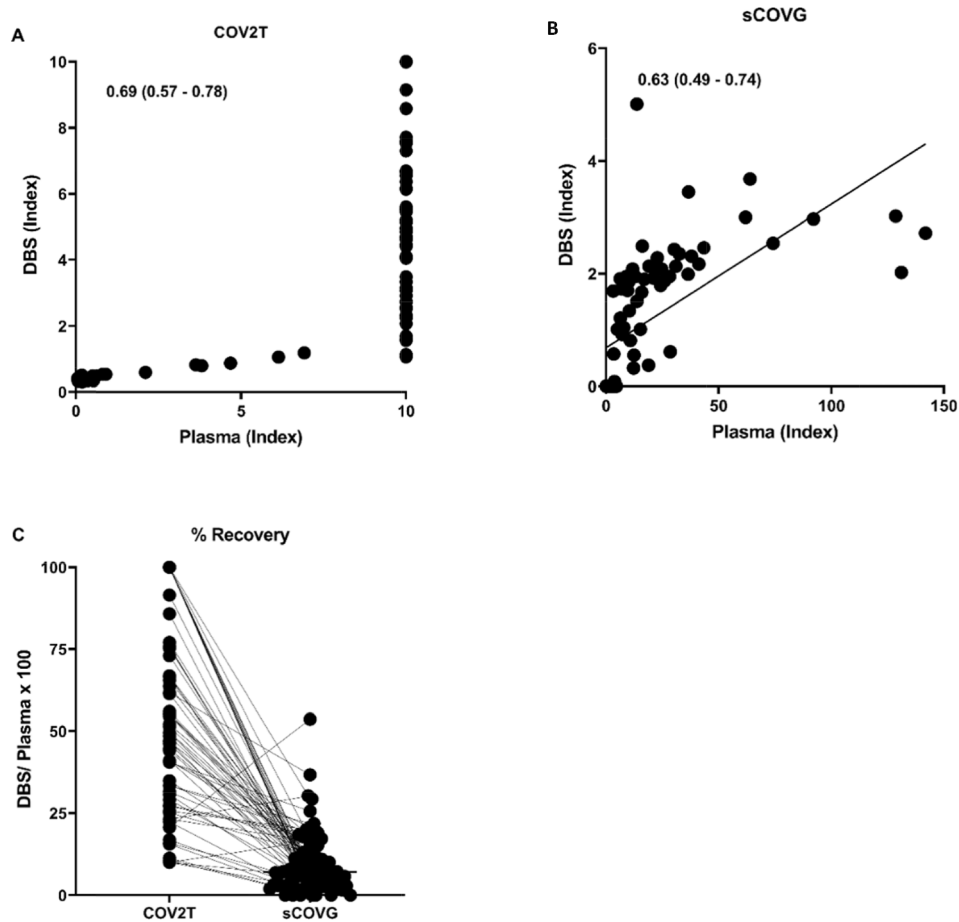 A
COV2T
0.69 (0.57 - 0.78)
DBS (Index)
10
8
6
4
2
0
0 5 10
Plasma (Index)
B
sCOVG
0.63 (0.49 - 0.74)
DBS (Index)
6
4
2
0
0 50 100 150
Plasma (Index)
C
% Recovery
DBS/ Plasma x 100
100
75
50
25
0
COV2T sCOVG